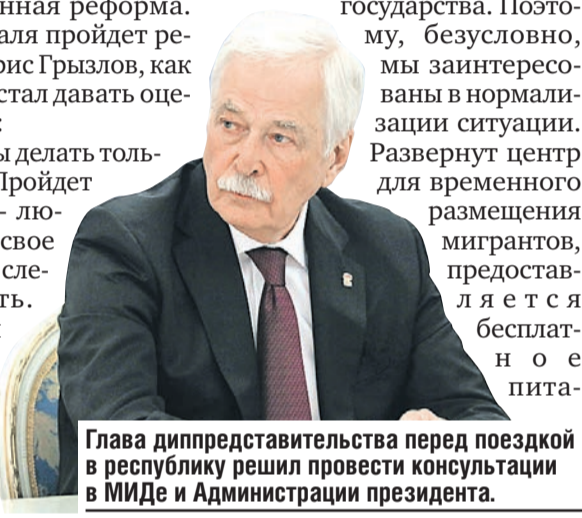 нная реформа.
аля пройдет ре-
рис Грызлов, как
стал давать оце-
:
ы делать толь-
Пройдет
– лю-
свое
сле-
ть.
государства. Поэто-
му, безусловно,
мы заинтересо-
ваны в нормали-
зации ситуации.
Развернут центр
для временного
размещения
мигрантов,
предостав-
ляется
бесплат-
ное
пита-
Глава диппредставительства перед поездкой
в республику решил провести консультации
в МИДе и Администрации президента.